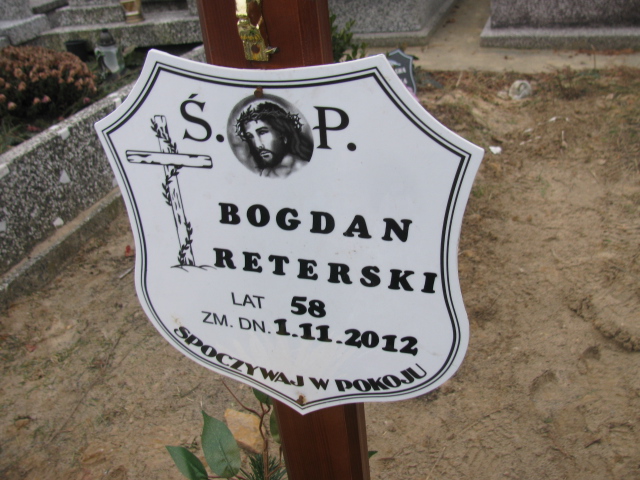 Ś. P.
BOGDAN
RETERSKI
LAT 58
ZM. DN. 1.11.2012
SPOCZYWAJ W POKOJU